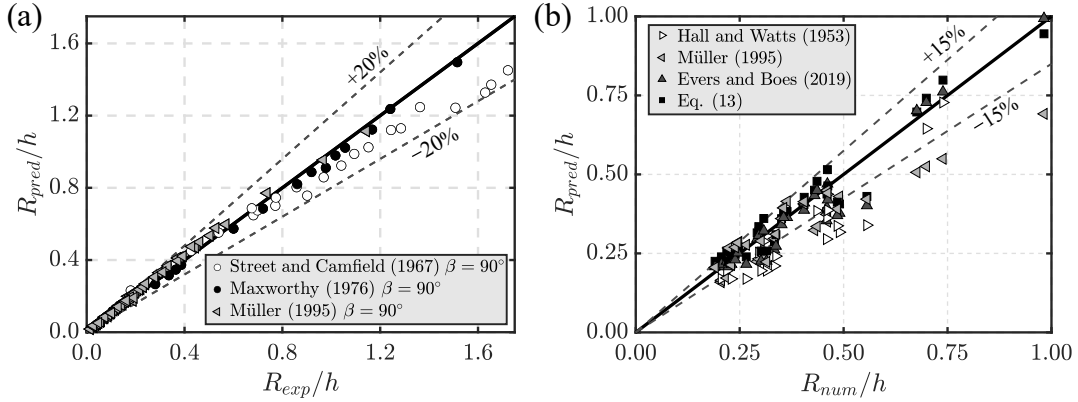 (a)
1.6
1.2
0.8
0.4
0.0
0.0
0.4
0.8
1.2
1.6
R_pred/h
R_exp/h
+20%
−20%
Street and Camfield (1967) β = 90°
Maxworthy (1976) β = 90°
Müller (1995) β = 90°
(b)
1.00
0.75
0.50
0.25
0.00
0.00
0.25
0.50
0.75
1.00
R_pred/h
R_num/h
+15%
−15%
Hall and Watts (1953)
Müller (1995)
Evers and Boes (2019)
Eq. (13)